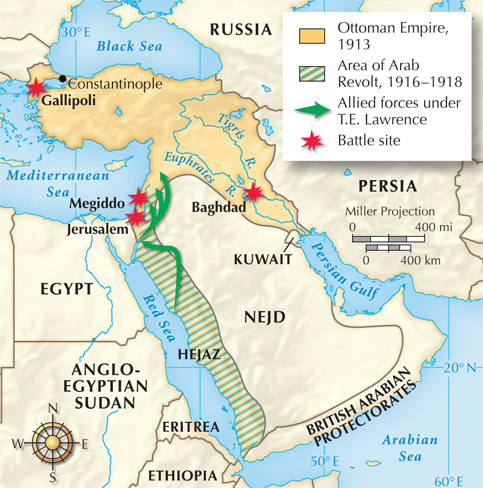 RUSSIA
Ottoman Empire,
1913
Area of Arab
Revolt, 1916–1918
Allied forces under
T.E. Lawrence
Battle site
30°E
Black Sea
Constantinople
Gallipoli
Tigris R.
Euphrates R.
Mediterranean
Sea
Megiddo
Jerusalem
Baghdad
PERSIA
Miller Projection
0 400 mi
0 400 km
KUWAIT
Persian Gulf
EGYPT
Red Sea
NEJD
HEJAZ
ANGLO-
EGYPTIAN
SUDAN
20°N
BRITISH ARABIAN
PROTECTORATES
N
W E
S
ERITREA
Arabian
Sea
ETHIOPIA
50°E
60°E